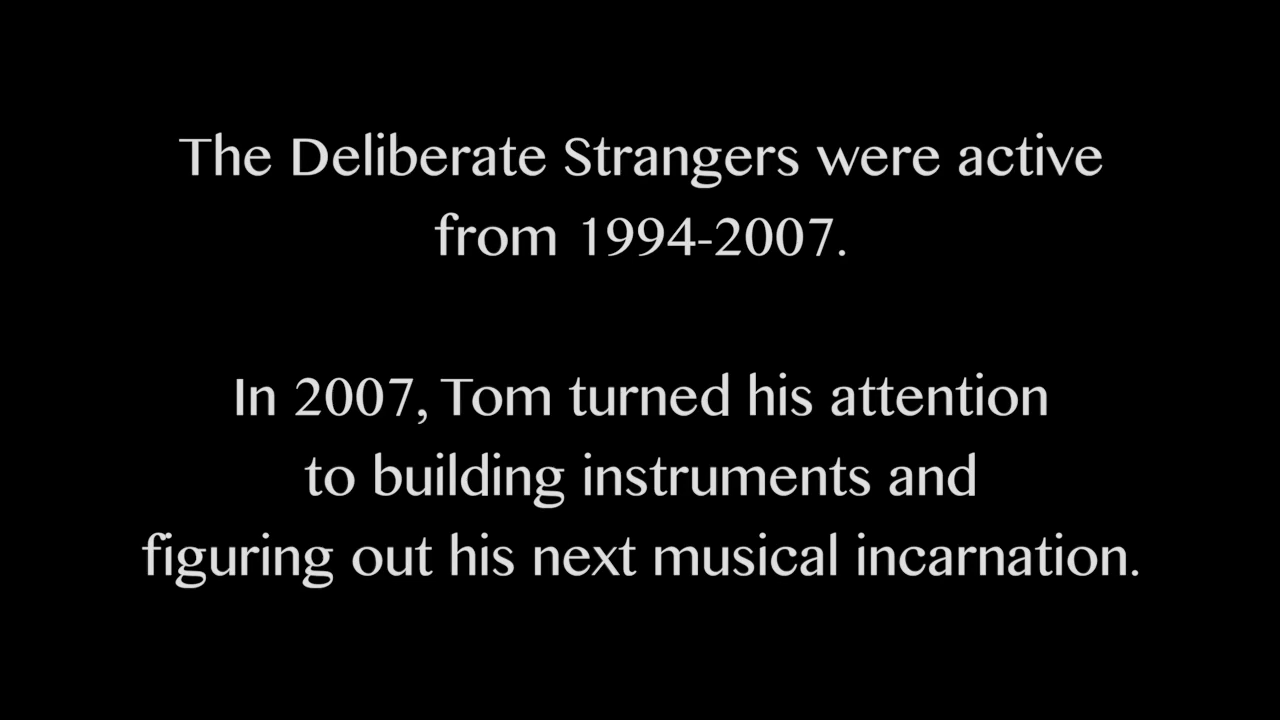 The Deliberate Strangers were active
from 1994-2007.
In 2007, Tom turned his attention
to building instruments and
figuring out his next musical incarnation.